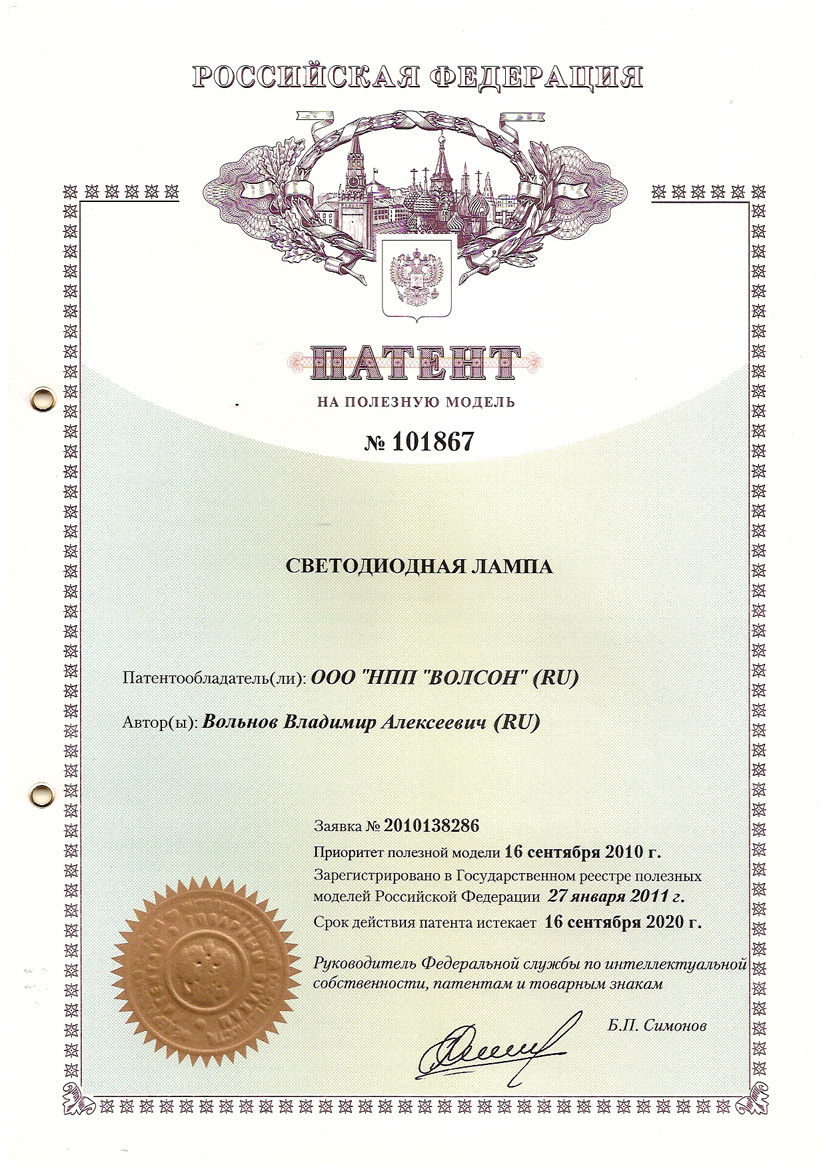 РОССИЙСКАЯ ФЕДЕРАЦИЯ
ПАТЕНТ
НА ПОЛЕЗНУЮ МОДЕЛЬ
№ 101867
СВЕТОДИОДНАЯ ЛАМПА
Патентообладатель(ли): ООО "НПП "ВОЛСОН" (RU)
Автор(ы): Вольнов Владимир Алексеевич (RU)
Заявка № 2010138286
Приоритет полезной модели 16 сентября 2010 г.
Зарегистрировано в Государственном реестре полезных
моделей Российской Федерации 27 января 2011 г.
Срок действия патента истекает 16 сентября 2020 г.
Руководитель Федеральной службы по интеллектуальной
собственности, патентам и товарным знакам
Б.П. Симонов